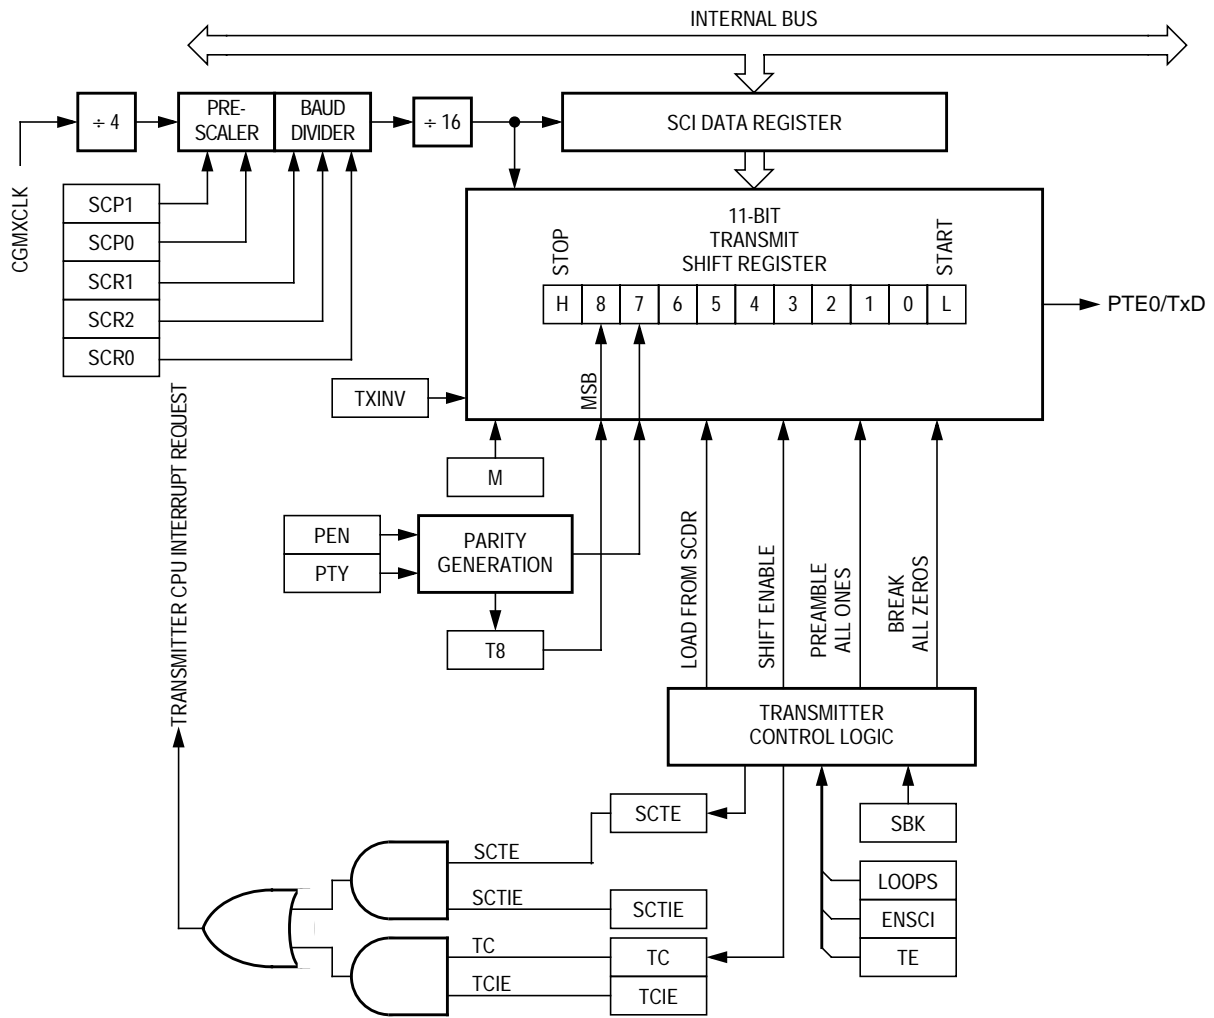 INTERNAL BUS
÷ 4
PRE-
SCALER
BAUD
DIVIDER
÷ 16
SCI DATA REGISTER
CGMXCLK
SCP1
SCP0
SCR1
SCR2
SCR0
11-BIT
TRANSMIT
SHIFT REGISTER
STOP
START
H 8 7 6 5 4 3 2 1 0 L
PTE0/TxD
TXINV
MSB
M
TRANSMITTER CPU INTERRUPT REQUEST
PEN
PTY
PARITY
GENERATION
T8
LOAD FROM SCDR
SHIFT ENABLE
PREAMBLE
ALL ONES
BREAK
ALL ZEROS
TRANSMITTER
CONTROL LOGIC
SCTE
SBK
SCTE
LOOPS
SCTIE
SCTIE
ENSCI
TC
TC
TE
TCIE
TCIE